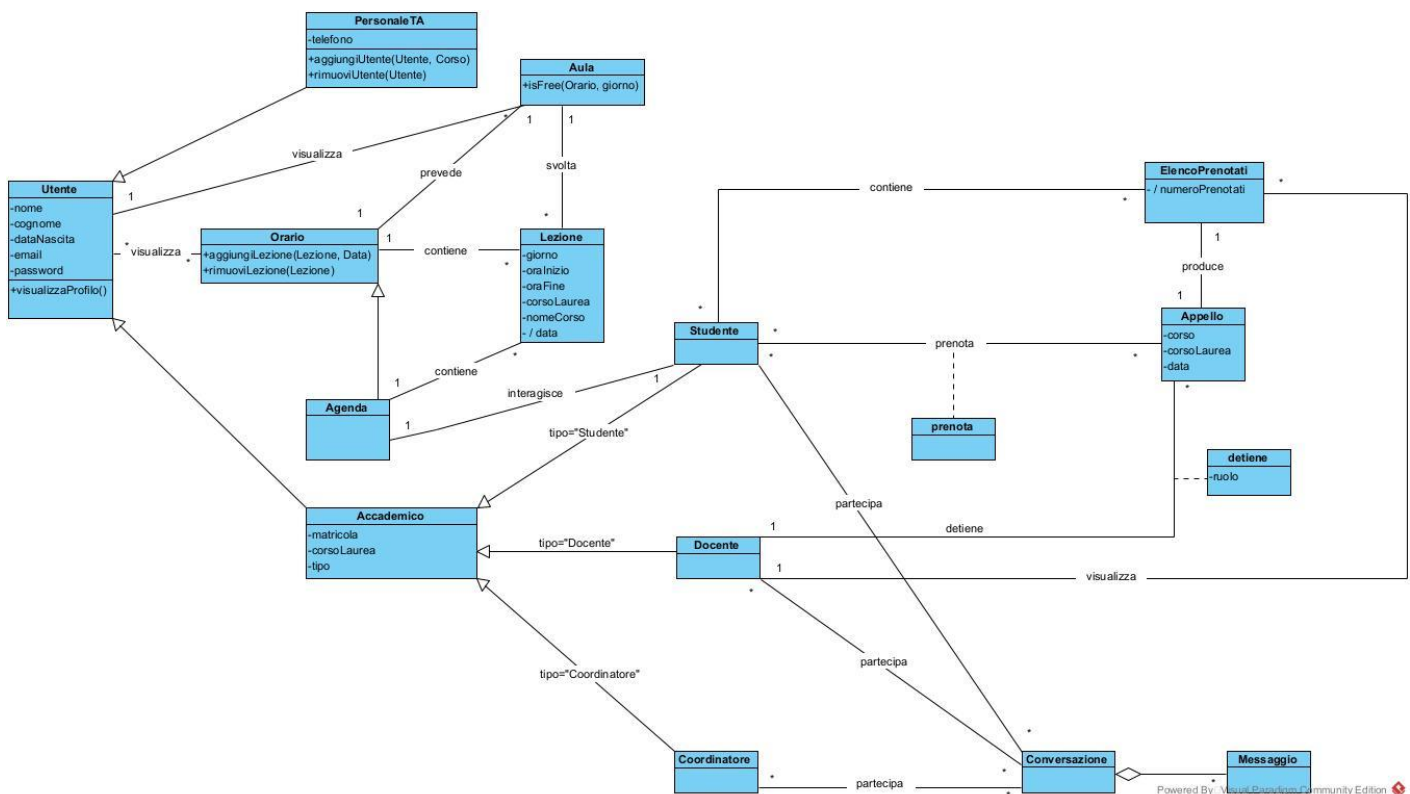 PersonaleTA
-telefono
+aggiungiUtente(Utente, Corso)
+rimuoviUtente(Utente)
Aula
+isFree(Orario, giorno)
*
1
1
visualizza
svolta
prevede
Utente
-nome
-cognome
-dataNascita
-email
-password
+visualizzaProfilo()
1
*
visualizza
*
1
Orario
+aggiungiLezione(Lezione, Data)
+rimuoviLezione(Lezione)
1
contiene
*
*
Lezione
-giorno
-oraInizio
-oraFine
-corsoLaurea
-nomeCorso
- / data
*
contiene
1
Agenda
1
interagisce
1
tipo="Studente"
contiene
*
*
ElencoPrenotati
- / numeroPrenotati
*
1
produce
1
Studente
*
*
prenota
*
Appello
-corso
-corsoLaurea
-data
*
prenota
detiene
-ruolo
partecipa
Accademico
-matricola
-corsoLaurea
-tipo
tipo="Docente"
Docente
1
detiene
1
visualizza
*
partecipa
tipo="Coordinatore"
Coordinatore
*
partecipa
*
*
*
Conversazione
*
Messaggio
Powered By Visual Paradigm Community Edition